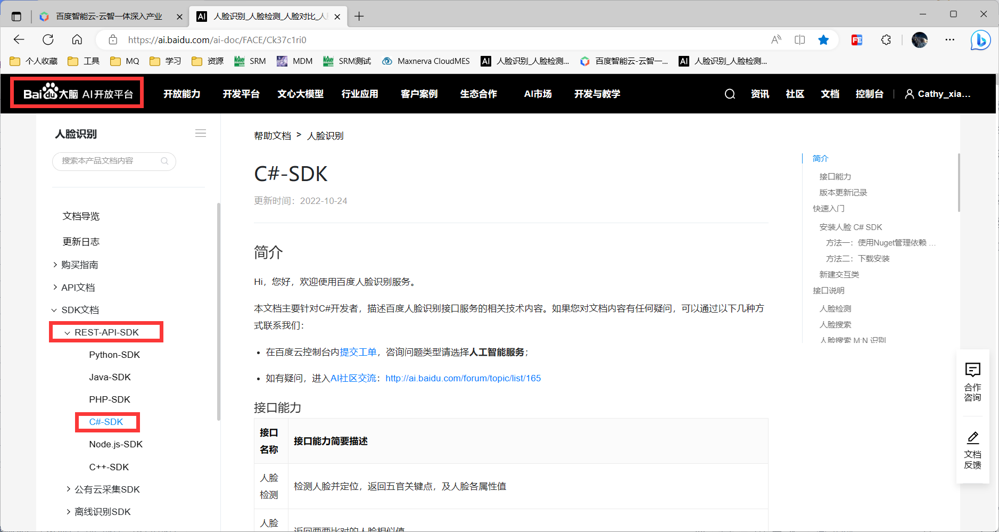 百度智能云-云智一体深入产业
人脸识别_人脸检测_人脸对比_人
https://ai.baidu.com/ai-doc/FACE/Ck37c1ri0
个人收藏 工具 MQ 学习 资源 SRM MDM SRM测试 Maxnerva CloudMES 人脸识别_人脸检测... 百度智能云-云智一... 人脸识别_人脸检测...
Bai du 大脑 AI开放平台 开放能力 开发平台 文心大模型 行业应用 客户案例 生态合作 AI市场 开发与教学 资讯 社区 文档 控制台 Cathy_xia...
人脸识别
搜索本产品文档内容
文档导览
更新日志
购买指南
API文档
SDK文档
REST-API-SDK
Python-SDK
Java-SDK
PHP-SDK
C#-SDK
Node.js-SDK
C++-SDK
公有云采集SDK
离线识别SDK
帮助文档 > 人脸识别
C#-SDK
更新时间：2022-10-24
简介
Hi，您好，欢迎使用百度人脸识别服务。
本文档主要针对C#开发者，描述百度人脸识别接口服务的相关技术内容。如果您对文档内容有任何疑问，可以通过以下几种方
式联系我们：
• 在百度云控制台内提交工单，咨询问题类型请选择人工智能服务；
• 如有疑问，进入AI社区交流：http://ai.baidu.com/forum/topic/list/165
接口能力
接口
名称
接口能力简要描述
人脸
检测
检测人脸并定位，返回五官关键点，及人脸各属性值
人脸
返回两两比对的人脸相似值
简介
接口能力
版本更新记录
快速入门
安装人脸 C# SDK
方法一：使用Nuget管理依赖 ...
方法二：下载安装
新建交互类
接口说明
人脸检测
人脸搜索
人脸搜索 M:N 识别
合作
咨询
文档
反馈